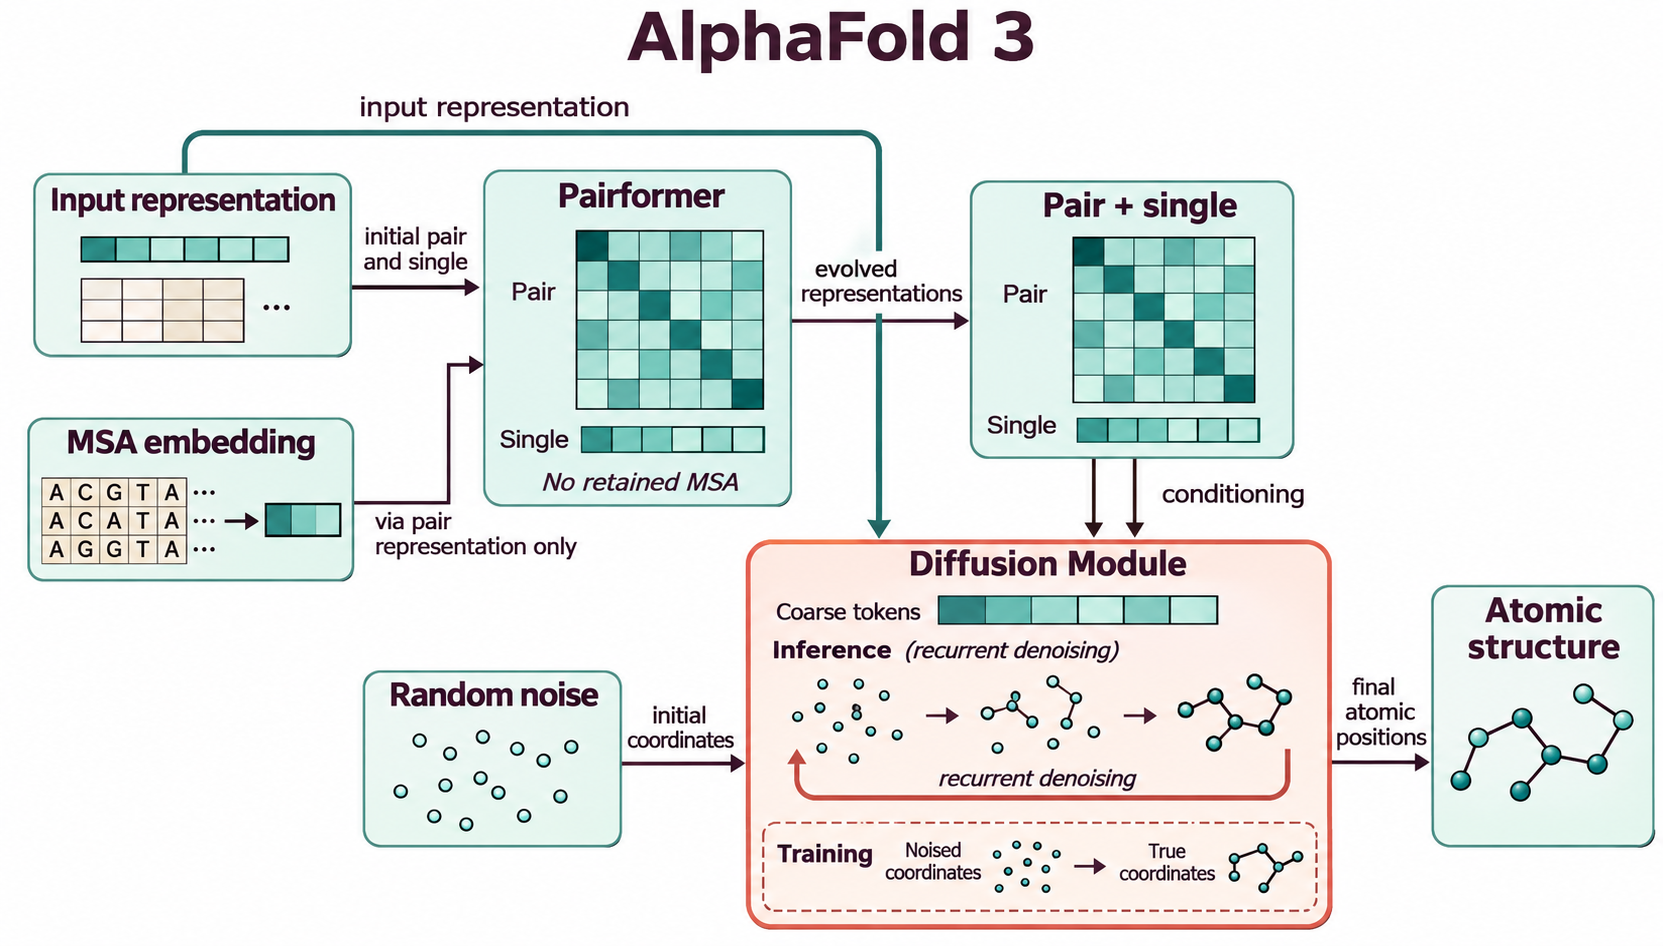 AlphaFold 3
input representation
Input representation
...
initial pair
and single
Pairformer
Pair
Single
No retained MSA
evolved
representations
Pair + single
Pair
Single
conditioning
MSA embedding
A C G T A ...
A C A T A ...
A G G T A ...
via pair
representation only
Random noise
initial
coordinates
Diffusion Module
Coarse tokens
Inference (recurrent denoising)
recurrent denoising
Training
Noised
coordinates
True
coordinates
final
atomic
positions
Atomic
structure